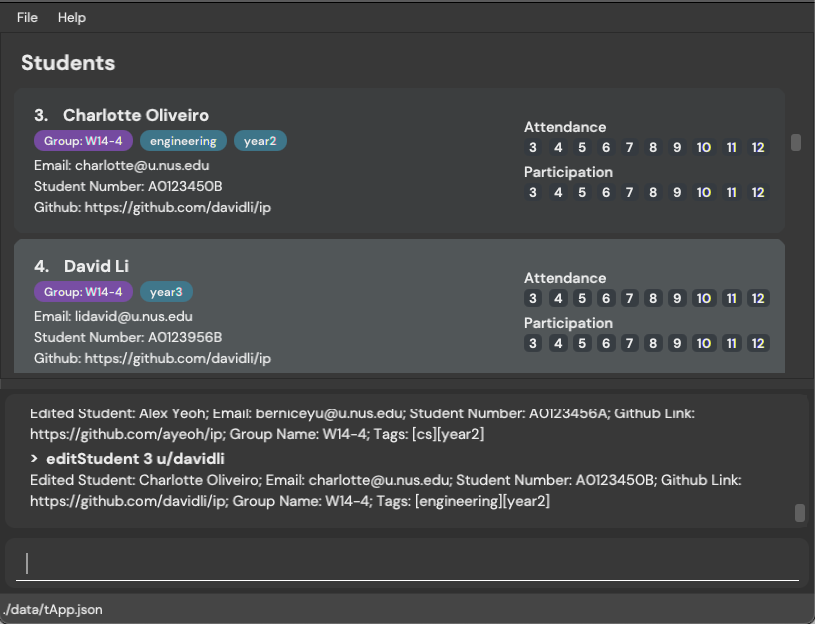 File Help
Students
3. Charlotte Oliveiro
Group: W14-4 engineering year2
Email: charlotte@u.nus.edu
Student Number: A0123450B
Github: https://github.com/davidli/ip
Attendance
3 4 5 6 7 8 9 10 11 12
Participation
3 4 5 6 7 8 9 10 11 12
4. David Li
Group: W14-4 year3
Email: lidavid@u.nus.edu
Student Number: A0123956B
Github: https://github.com/davidli/ip
Attendance
3 4 5 6 7 8 9 10 11 12
Participation
3 4 5 6 7 8 9 10 11 12
Edited Student: Alex Yeoh; Email: berniceyu@u.nus.edu; Student Number: A0123456A; Github Link:
https://github.com/ayeoh/ip; Group Name: W14-4; Tags: [cs][year2]
> editStudent 3 u/davidli
Edited Student: Charlotte Oliveiro; Email: charlotte@u.nus.edu; Student Number: A0123450B; Github Link:
https://github.com/davidli/ip; Group Name: W14-4; Tags: [engineering][year2]
./data/tApp.json